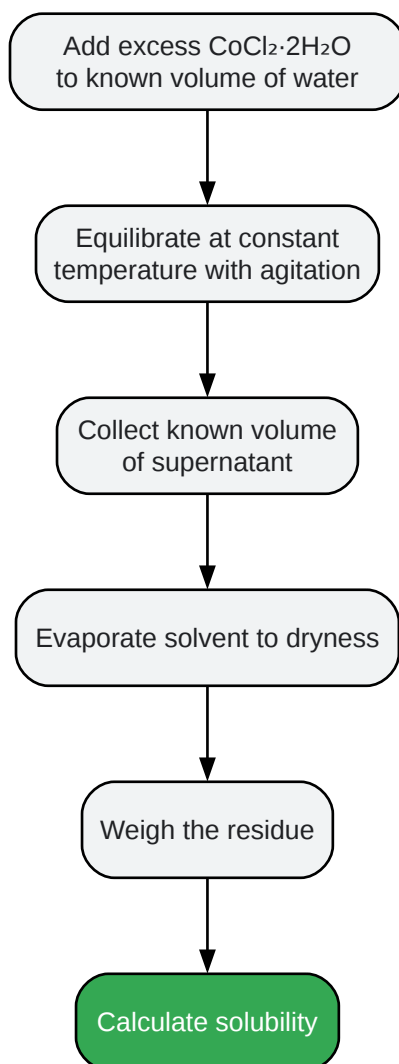 Add excess CoCl₂·2H₂O
to known volume of water
Equilibrate at constant
temperature with agitation
Collect known volume
of supernatant
Evaporate solvent to dryness
Weigh the residue
Calculate solubility